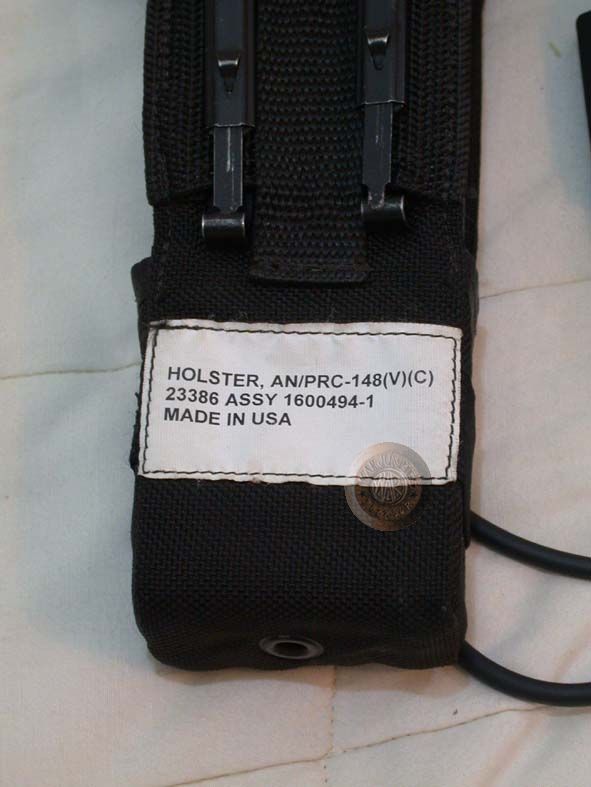 HOLSTER, AN/PRC-148(V)(C)
23386 ASSY 1600494-1
MADE IN USA